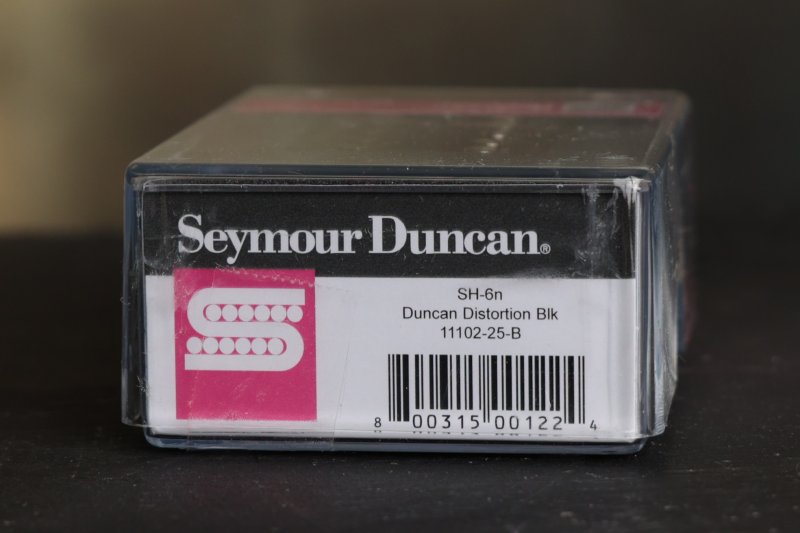 Seymour Duncan®
SH-6n
Duncan Distortion Blk
11102-25-B
8 00315 00122 4